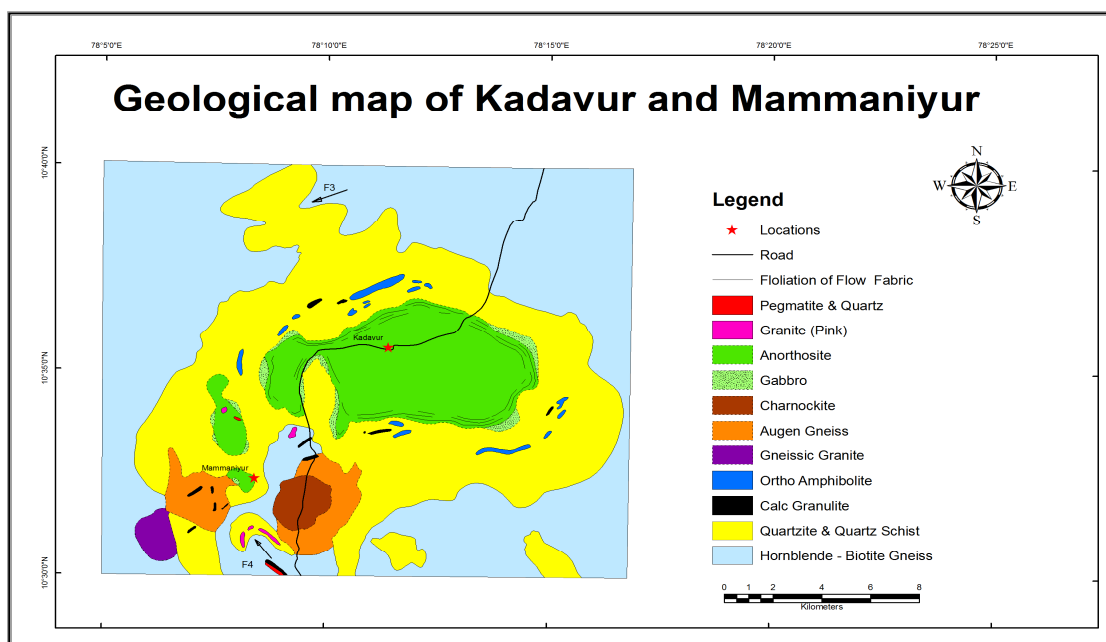 78°5'0"E 78°10'0"E 78°15'0"E 78°20'0"E 78°25'0"E
Geological map of Kadavur and Mammaniyur
10°40'0"N
10°35'0"N
10°30'0"N
F3
Kadavur
Mammaniyur
F4
N
W E
S
Legend
Locations
Road
Floliation of Flow Fabric
Pegmatite & Quartz
Granitc (Pink)
Anorthosite
Gabbro
Charnockite
Augen Gneiss
Gneissic Granite
Ortho Amphibolite
Calc Granulite
Quartzite & Quartz Schist
Hornblende - Biotite Gneiss
0 1 2 4 6 8
Kilometers